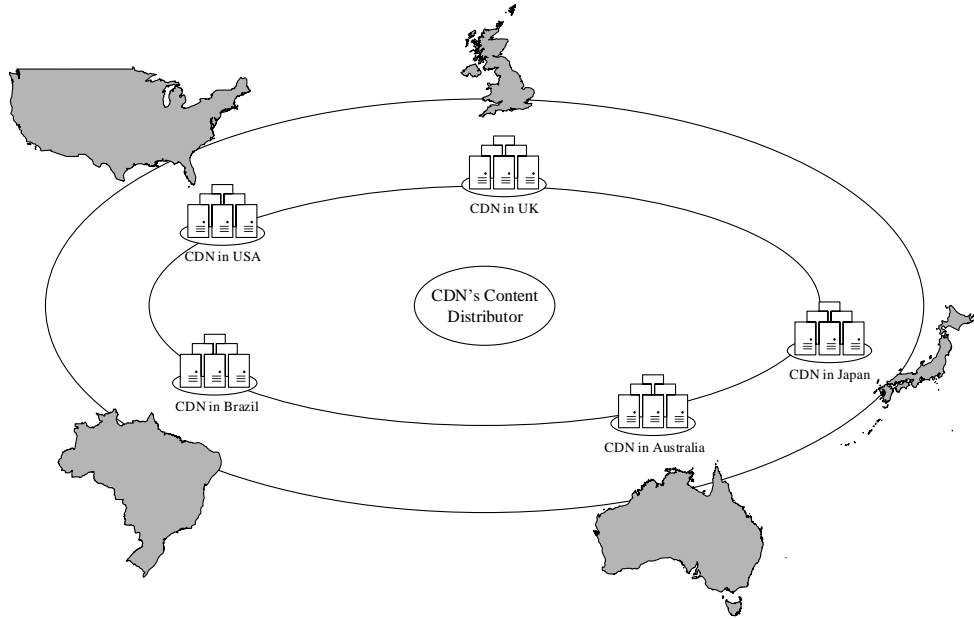 CDN in UK
CDN in USA
CDN's Content
Distributor
CDN in Japan
CDN in Brazil
CDN in Australia